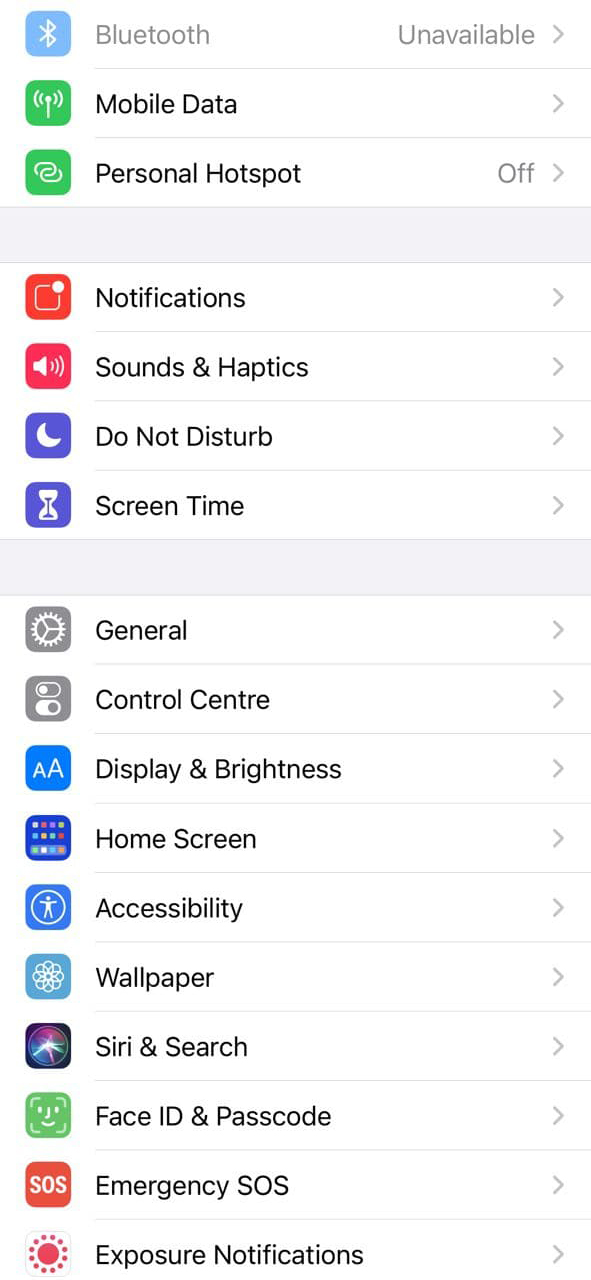 Bluetooth Unavailable
Mobile Data
Personal Hotspot Off
Notifications
Sounds & Haptics
Do Not Disturb
Screen Time
General
Control Centre
AA Display & Brightness
Home Screen
Accessibility
Wallpaper
Siri & Search
Face ID & Passcode
SOS Emergency SOS
Exposure Notifications